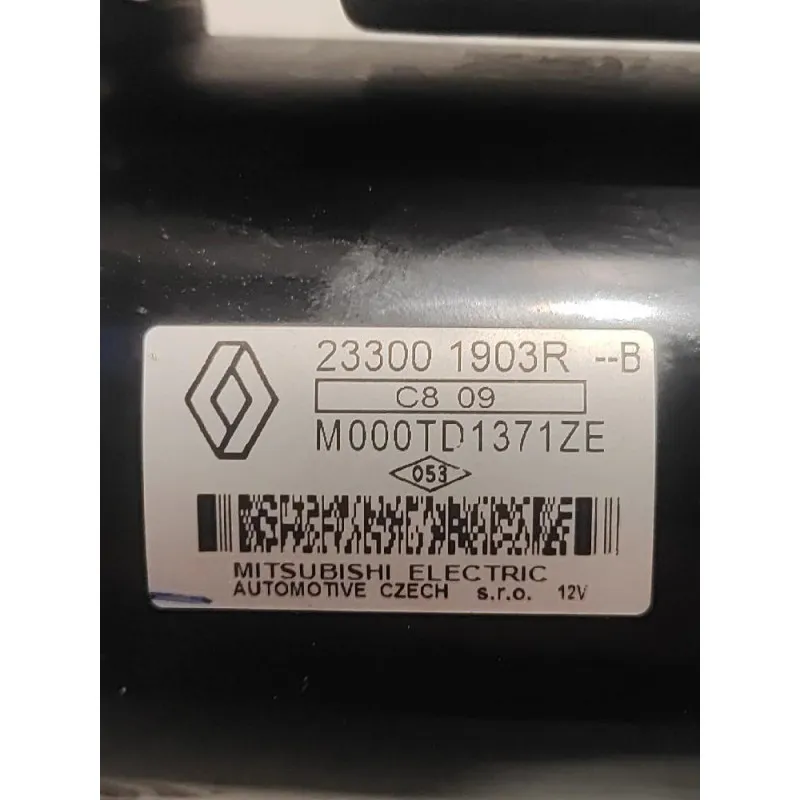 23300 1903R --B
C8 09
M000TD1371ZE
053
MITSUBISHI ELECTRIC
AUTOMOTIVE CZECH s.r.o. 12V